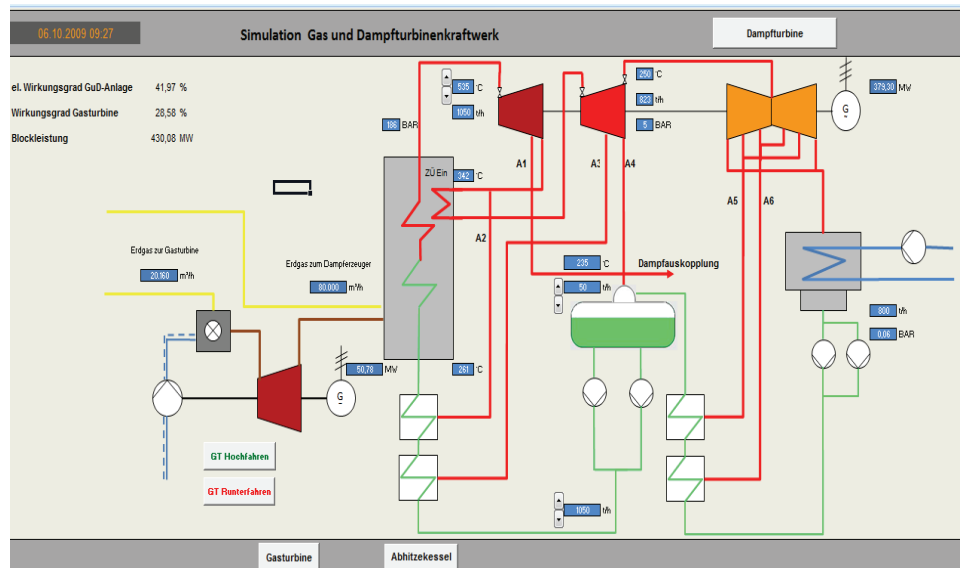 06.10.2009 09:27
Simulation Gas und Dampfturbinenkraftwerk
Dampfturbine
el. Wirkungsgrad GuD-Anlage 41,97 %
Wirkungsgrad Gasturbine 28,58 %
Blockleistung 430,08 MW
535 °C
1050 t/h
186 BAR
250 °C
823 t/h
5 BAR
G
379,30 MW
ZÜ Ein
342 °C
A1
A3
A4
A2
A5
A6
Erdgas zur Gasturbine
20.160 m³/h
Erdgas zum Dampferzeuger
80.000 m³/h
235 °C
Dampfauskopplung
50 t/h
800 t/h
0,06 BAR
50,78 MW
261 °C
G
GT Hochfahren
GT Runterfahren
1050 t/h
Gasturbine
Abhitzekessel